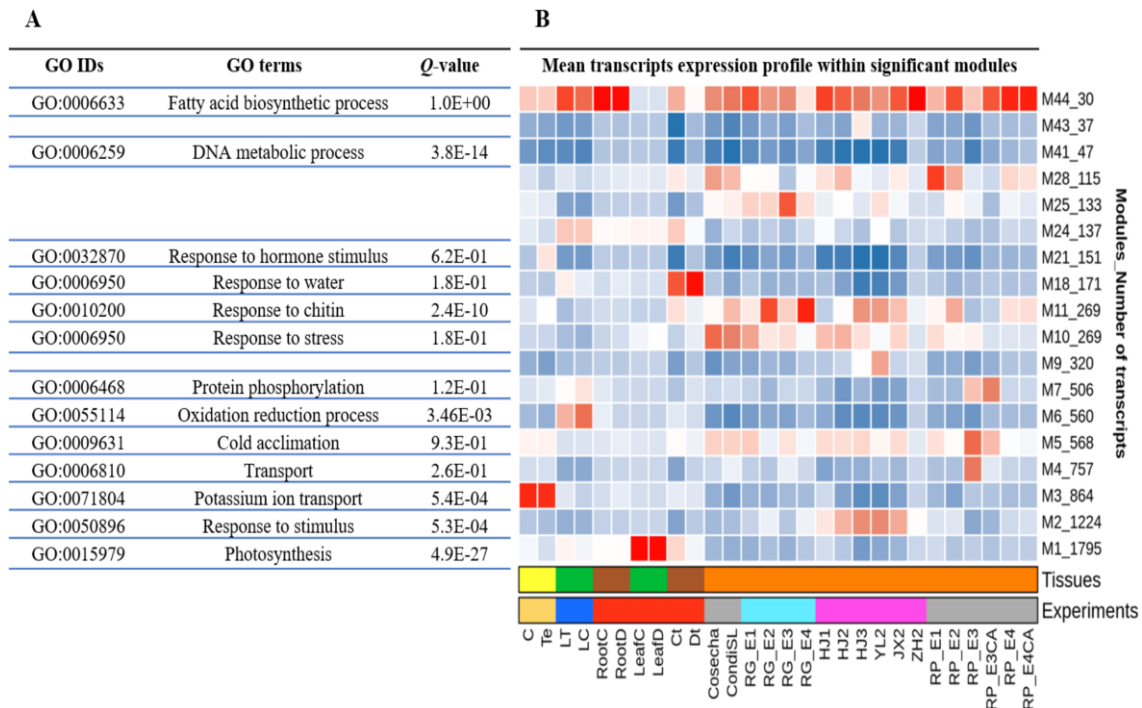 A
B
GO IDs GO terms Q-value
Mean transcripts expression profile within significant modules
GO:0006633 Fatty acid biosynthetic process 1.0E+00
GO:0006259 DNA metabolic process 3.8E-14
GO:0032870 Response to hormone stimulus 6.2E-01
GO:0006950 Response to water 1.8E-01
GO:0010200 Response to chitin 2.4E-10
GO:0006950 Response to stress 1.8E-01
GO:0006468 Protein phosphorylation 1.2E-01
GO:0055114 Oxidation reduction process 3.46E-03
GO:0009631 Cold acclimation 9.3E-01
GO:0006810 Transport 2.6E-01
GO:0071804 Potassium ion transport 5.4E-04
GO:0050896 Response to stimulus 5.3E-04
GO:0015979 Photosynthesis 4.9E-27
M44_30
M43_37
M41_47
M28_115
M25_133
M24_137
M21_151
M18_171
M11_269
M10_269
M9_320
M7_506
M6_560
M5_568
M4_757
M3_864
M2_1224
M1_1795
Modules_Number of transcripts
Tissues
Experiments
C
Te
LT
LC
RootC
RootD
LeafC
LeafD
Ct
Dt
Cosecha
CondiSL
RG_E1
RG_E2
RG_E3
RG_E4
HJ1
HJ2
HJ3
YL2
JX2
ZH2
RP_E1
RP_E2
RP_E3
RP_E3CA
RP_E4
RP_E4CA